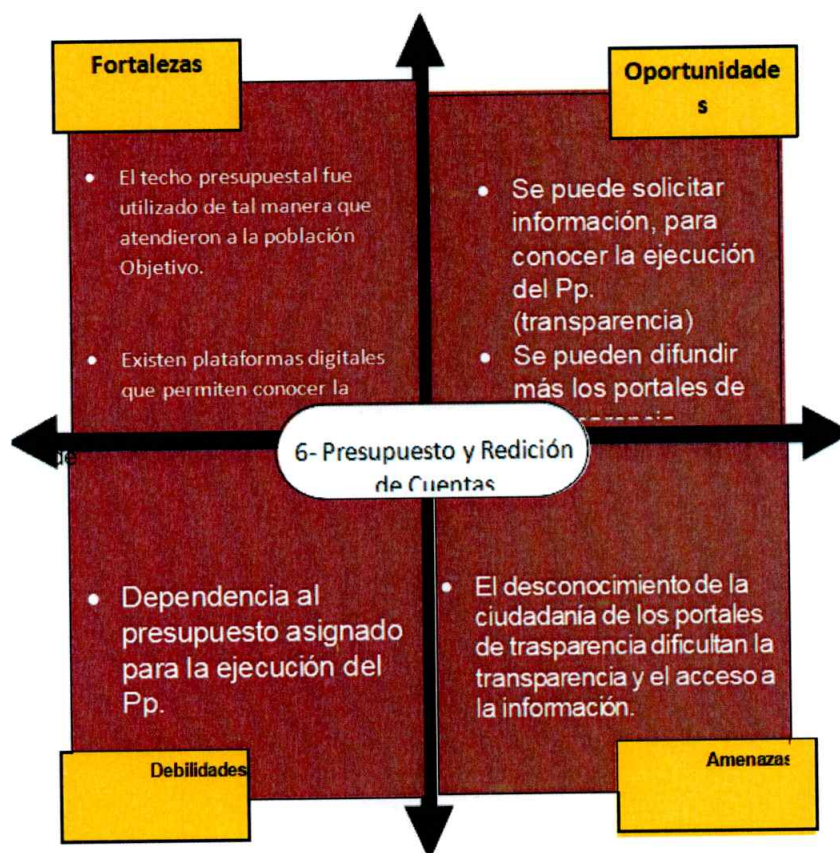 Fortalezas
• El techo presupuestal fue
utilizado de tal manera que
atendieron a la población
Objetivo.
• Existen plataformas digitales
que permiten conocer la
Oportunidade
s
• Se puede solicitar
información, para
conocer la ejecución
del Pp.
(transparencia)
• Se pueden difundir
más los portales de
6- Presupuesto y Redición
de Cuentas
de
• Dependencia al
presupuesto asignado
para la ejecución del
Pp.
Debilidades
• El desconocimiento de la
ciudadanía de los portales
de trasparencia dificultan la
transparencia y el acceso a
la información.
Amenazas